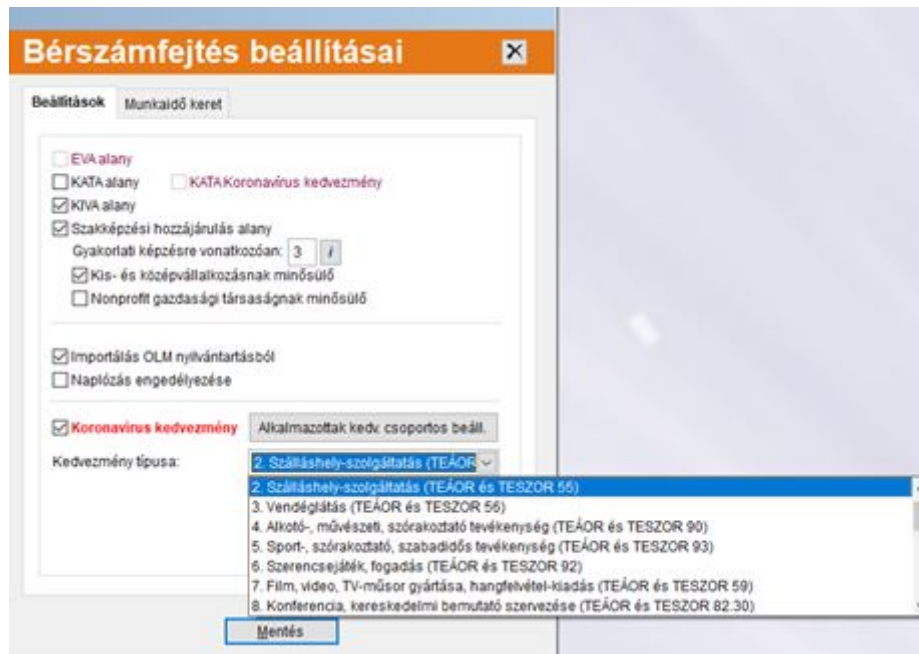 Bérszámfejtés beállításai
Beállítások Munkaidő keret
EVA alany
KATA alany KATA Koronavírus kedvezmény
KIVA alany
Szakképzési hozzájárulás alany
Gyakorlati képzésre vonatkozóan: 3 i
Kis- és középvállalkozásnak minősülő
Nonprofit gazdasági társaságnak minősülő
Importálás OLM nyilvántartásból
Naplózás engedélyezése
Koronavírus kedvezmény Alkalmazottak kedv. csoportos beáll.
Kedvezmény típusa: 2. Szálláshely-szolgáltatás (TEÁOR
2. Szálláshely-szolgáltatás (TEÁOR és TESZOR 55)
3. Vendéglátás (TEÁOR és TESZOR 56)
4. Alkotó-, művészeti, szórakoztató tevékenység (TEÁOR és TESZOR 90)
5. Sport-, szórakoztató, szabadidős tevékenység (TEÁOR és TESZOR 93)
6. Szerencsejáték, fogadás (TEÁOR és TESZOR 92)
7. Film, video, TV-műsor gyártása, hangfelvétel-kiadás (TEÁOR és TESZOR 59)
8. Konferencia, kereskedelmi bemutató szervezése (TEÁOR és TESZOR 82.30)
Mentés